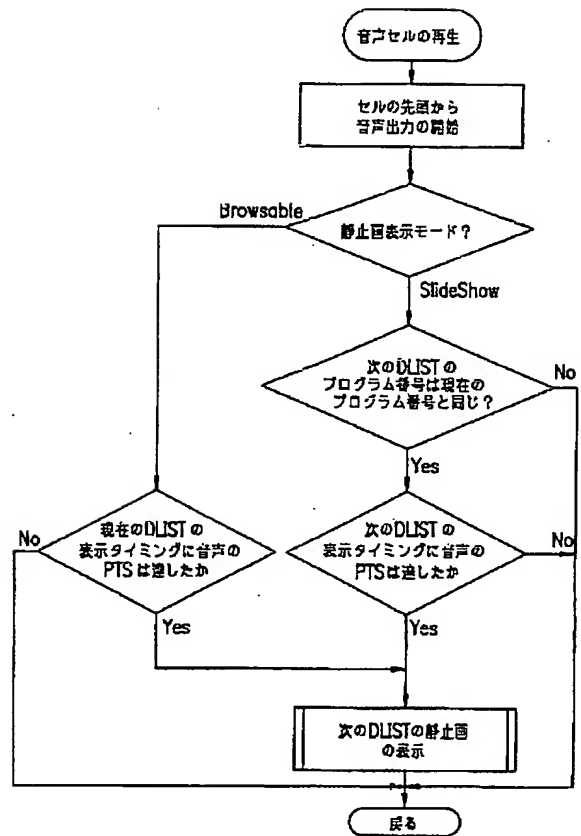 音声セルの再生
セルの先頭から
音声出力の開始
Browsable
静止画表示モード?
SlideShow
次のDLISTの
プログラム番号は現在の
プログラム番号と同じ?
No
Yes
No
現在のDLISTの
表示タイミングに音声の
PTSは達したか
次のDLISTの
表示タイミングに音声の
PTSは達したか
No
Yes
Yes
次のDLISTの静止画
の表示
戻る